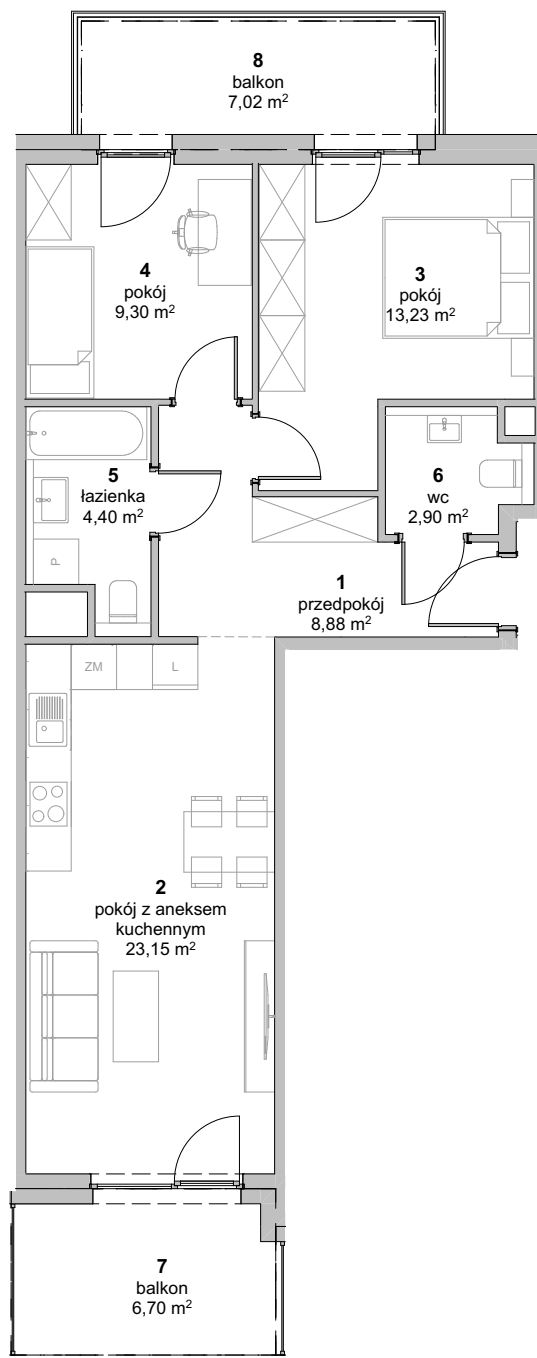 8
balkon
7,02 m²
4
pokój
9,30 m²
3
pokój
13,23 m²
5
łazienka
4,40 m²
6
wc
2,90 m²
P
1
przedpokój
8,88 m²
ZM
L
2
pokój z aneksem
kuchennym
23,15 m²
7
balkon
6,70 m²